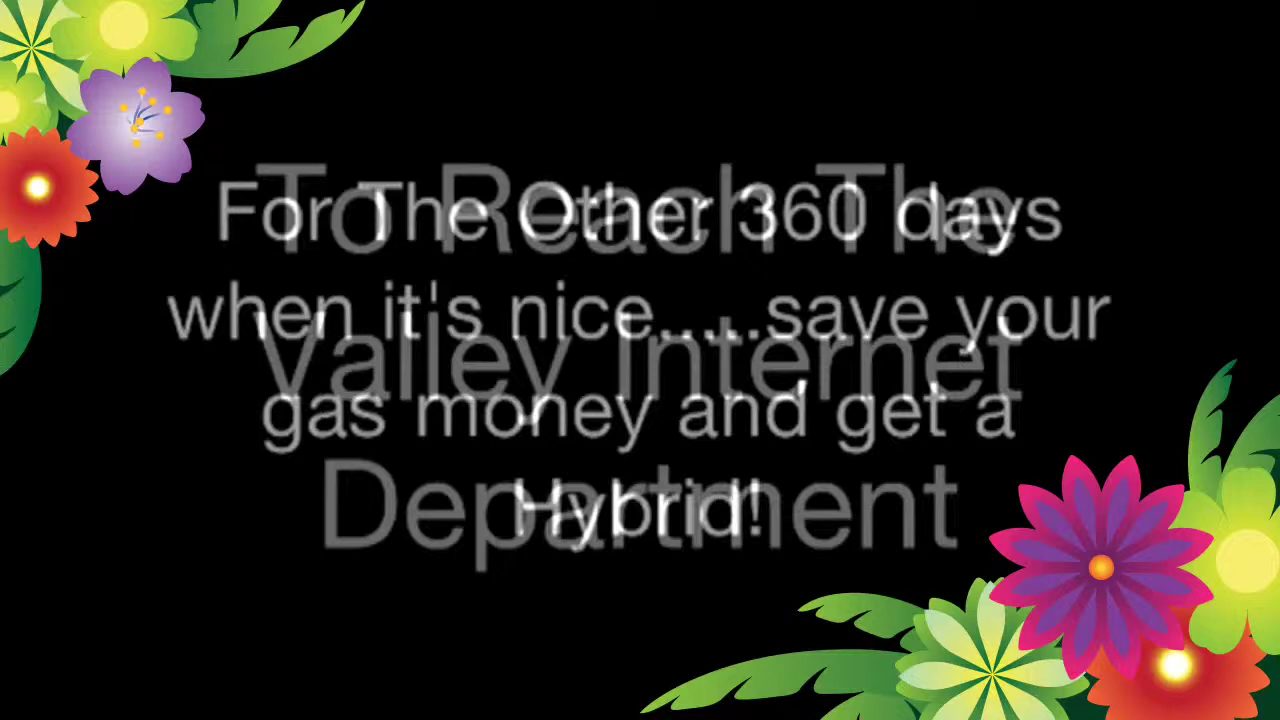 For The Other 360 days
when it's nice.....save your
gas money and get a
Hybrid!
To Reach The
Valley Internet
Department